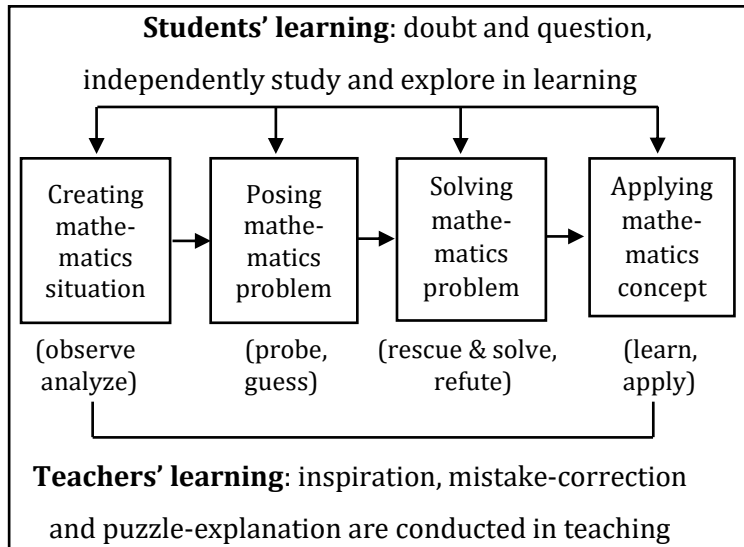 Students’ learning: doubt and question,
independently study and explore in learning
Creating
mathe-
matics
situation
Posing
mathe-
matics
problem
Solving
mathe-
matics
problem
Applying
mathe-
matics
concept
(observe
analyze)
(probe,
guess)
(rescue & solve,
refute)
(learn,
apply)
Teachers’ learning: inspiration, mistake-correction
and puzzle-explanation are conducted in teaching